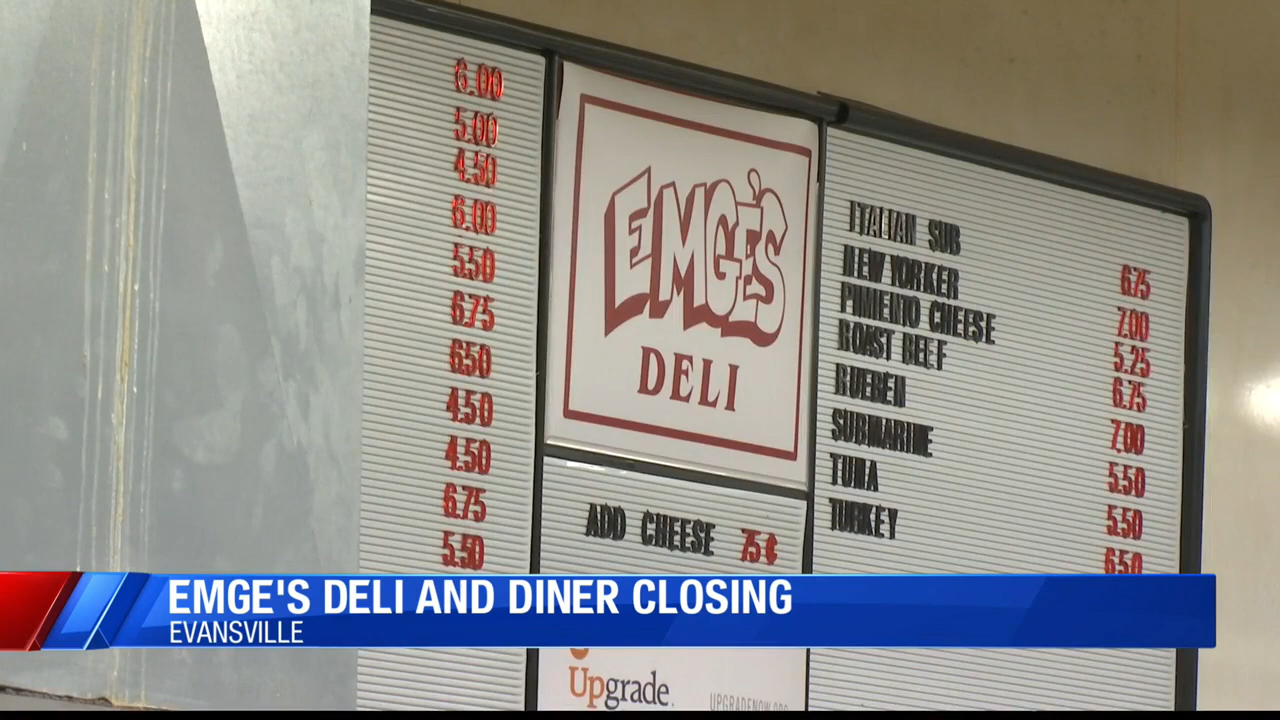 6.00
5.00
4.50
6.00
5.50
6.75
6.50
4.50
4.50
6.75
5.50
EMGE'S
DELI
ADD CHEESE 75¢
ITALIAN SUB 6.75
NEW YORKER 7.00
PIMENTO CHEESE 5.25
ROAST BEEF 6.75
RUEBEN 7.00
SUBMARINE 5.50
TUNA 5.50
TURKEY 6.50
EMGE'S DELI AND DINER CLOSING
EVANSVILLE
Upgrade.
UPGRADENOW.ORG